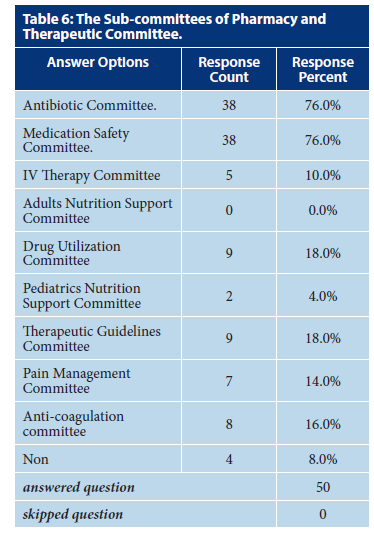 Table 6: The Sub-committees of Pharmacy and
Therapeutic Committee.
Answer Options Response Count Response Percent
Antibiotic Committee. 38 76.0%
Medication Safety Committee. 38 76.0%
IV Therapy Committee 5 10.0%
Adults Nutrition Support Committee 0 0.0%
Drug Utilization Committee 9 18.0%
Pediatrics Nutrition Support Committee 2 4.0%
Therapeutic Guidelines Committee 9 18.0%
Pain Management Committee 7 14.0%
Anti-coagulation committee 8 16.0%
Non 4 8.0%
answered question 50
skipped question 0